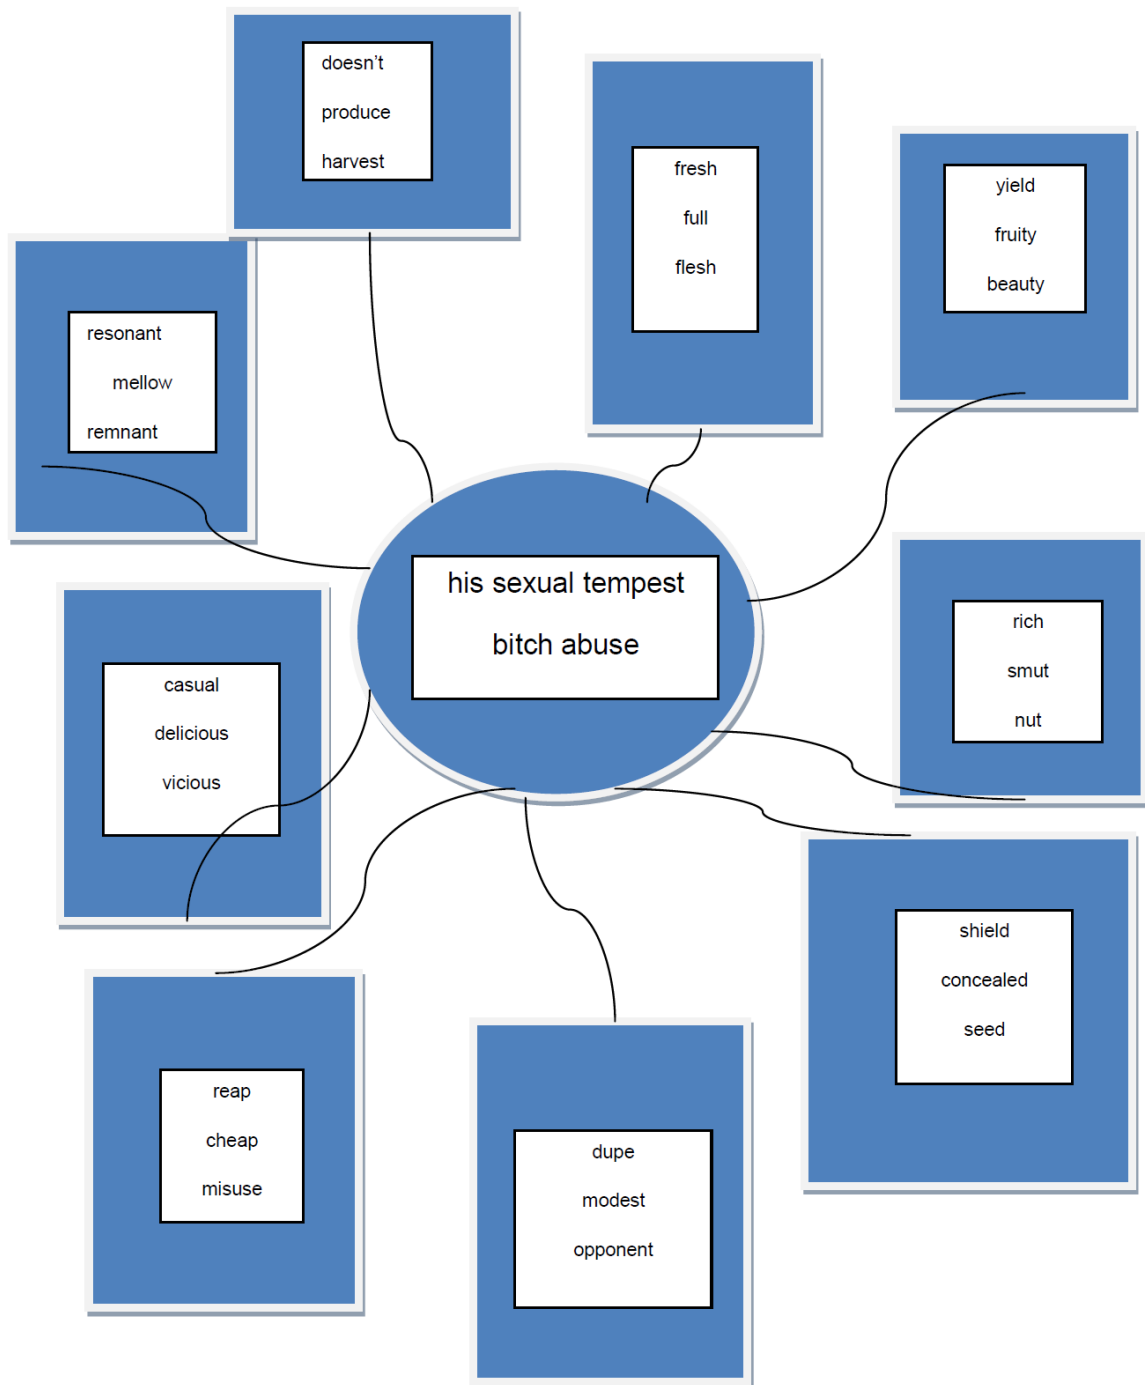 doesn't
produce
harvest
fresh
full
flesh
yield
fruity
beauty
resonant
mellow
remnant
his sexual tempest
bitch abuse
rich
smut
nut
casual
delicious
vicious
shield
concealed
seed
reap
cheap
misuse
dupe
modest
opponent